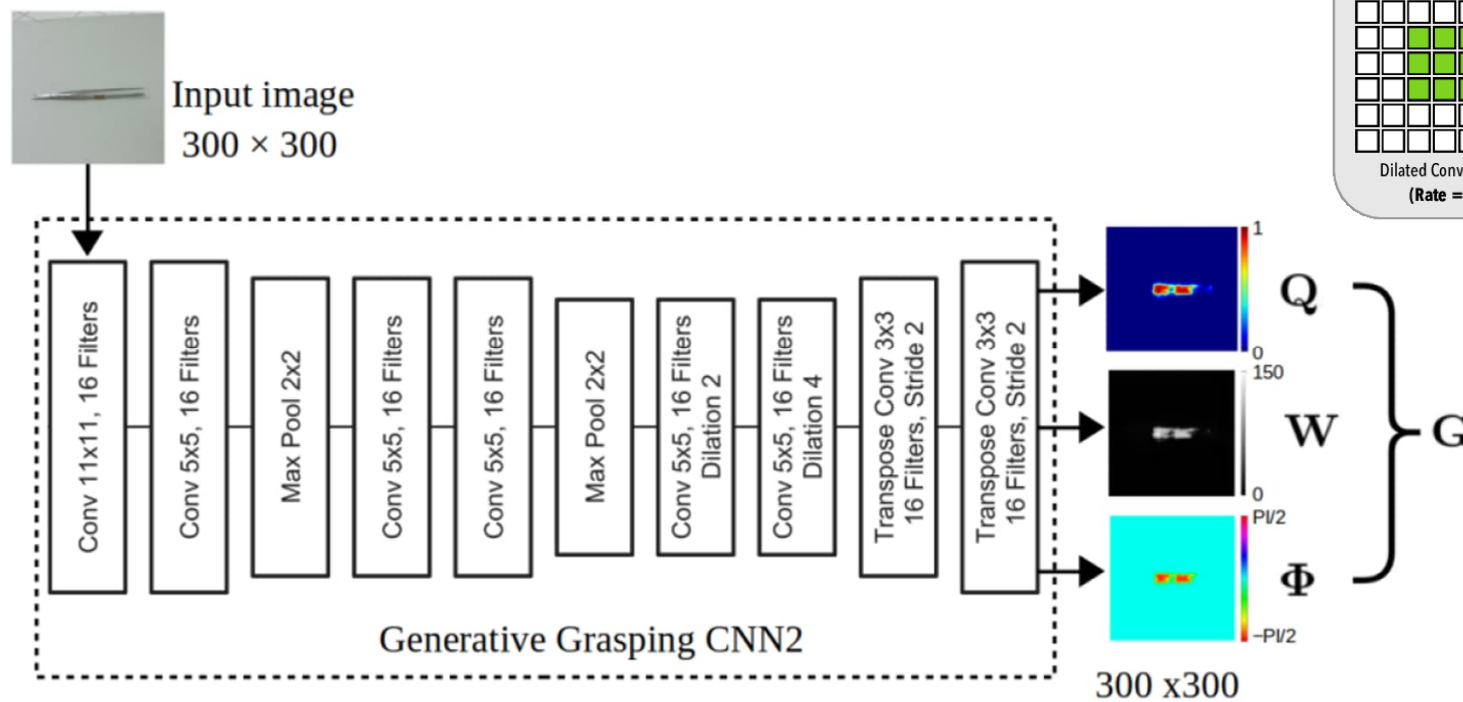 Input image
300 × 300
Dilated Conv
(Rate =
Conv 11x11, 16 Filters
Conv 5x5, 16 Filters
Max Pool 2x2
Conv 5x5, 16 Filters
Conv 5x5, 16 Filters
Max Pool 2x2
Conv 5x5, 16 Filters
Dilation 2
Conv 5x5, 16 Filters
Dilation 4
Transpose Conv 3x3
16 Filters, Stride 2
Transpose Conv 3x3
16 Filters, Stride 2
Generative Grasping CNN2
1
Q
0
150
W
G
0
PI/2
Φ
−PI/2
300 x300